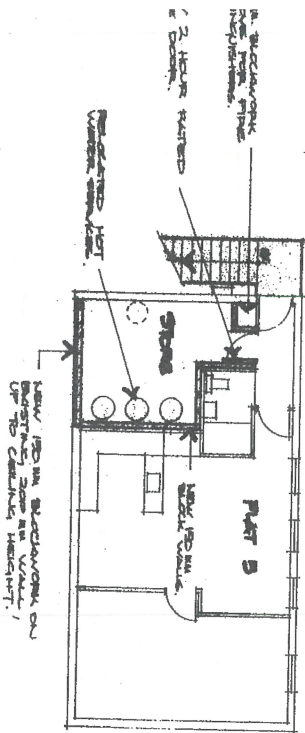 BLOCKWORK
FOR FIRE
2 HOUR RATED
DOOR.
RELOCATED HOT
WATER SERVICE.
STORE
FLAT 5
NEW 150 MM
BLOCK WALL
NEW 150 MM BLOCKWORK ON
EXISTING 200 MM WALL /
UP TO CEILING HEIGHT.